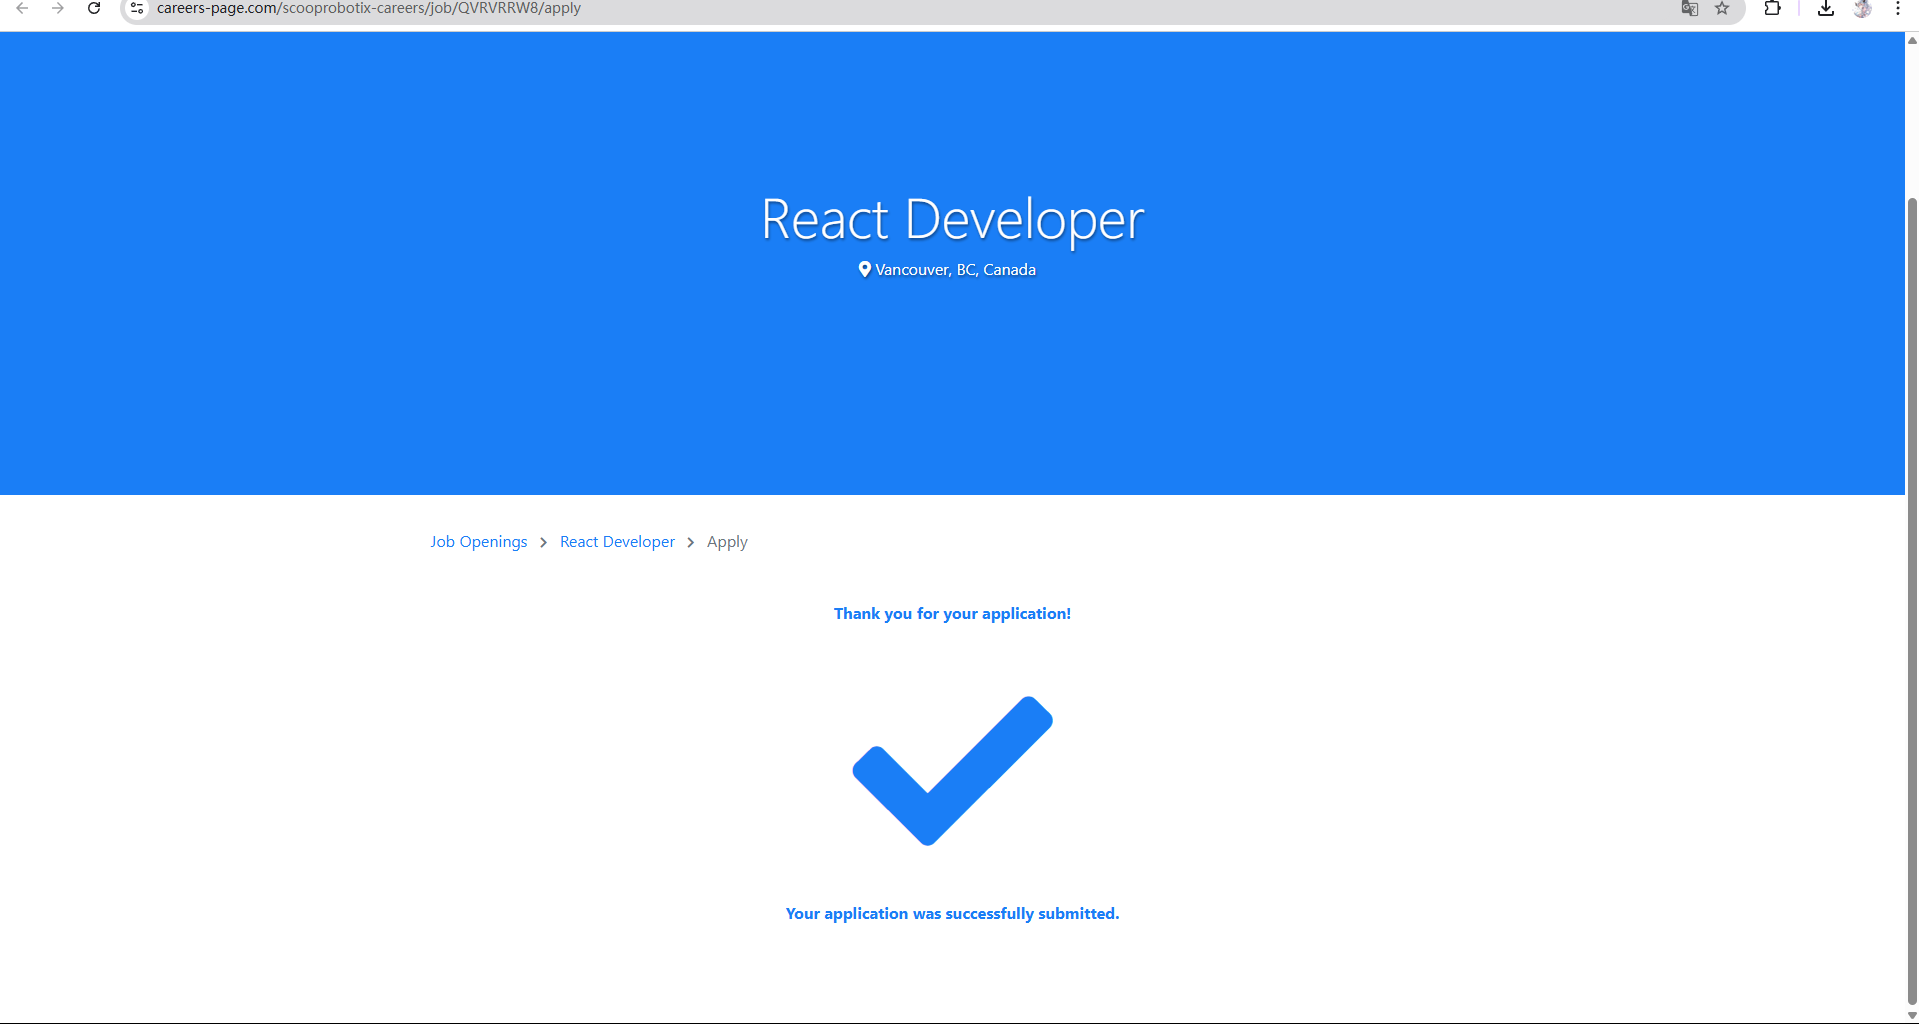 careers-page.com/scooprobotix-careers/job/QVRVRRW8/apply
React Developer
Vancouver, BC, Canada
Job Openings > React Developer > Apply
Thank you for your application!
Your application was successfully submitted.